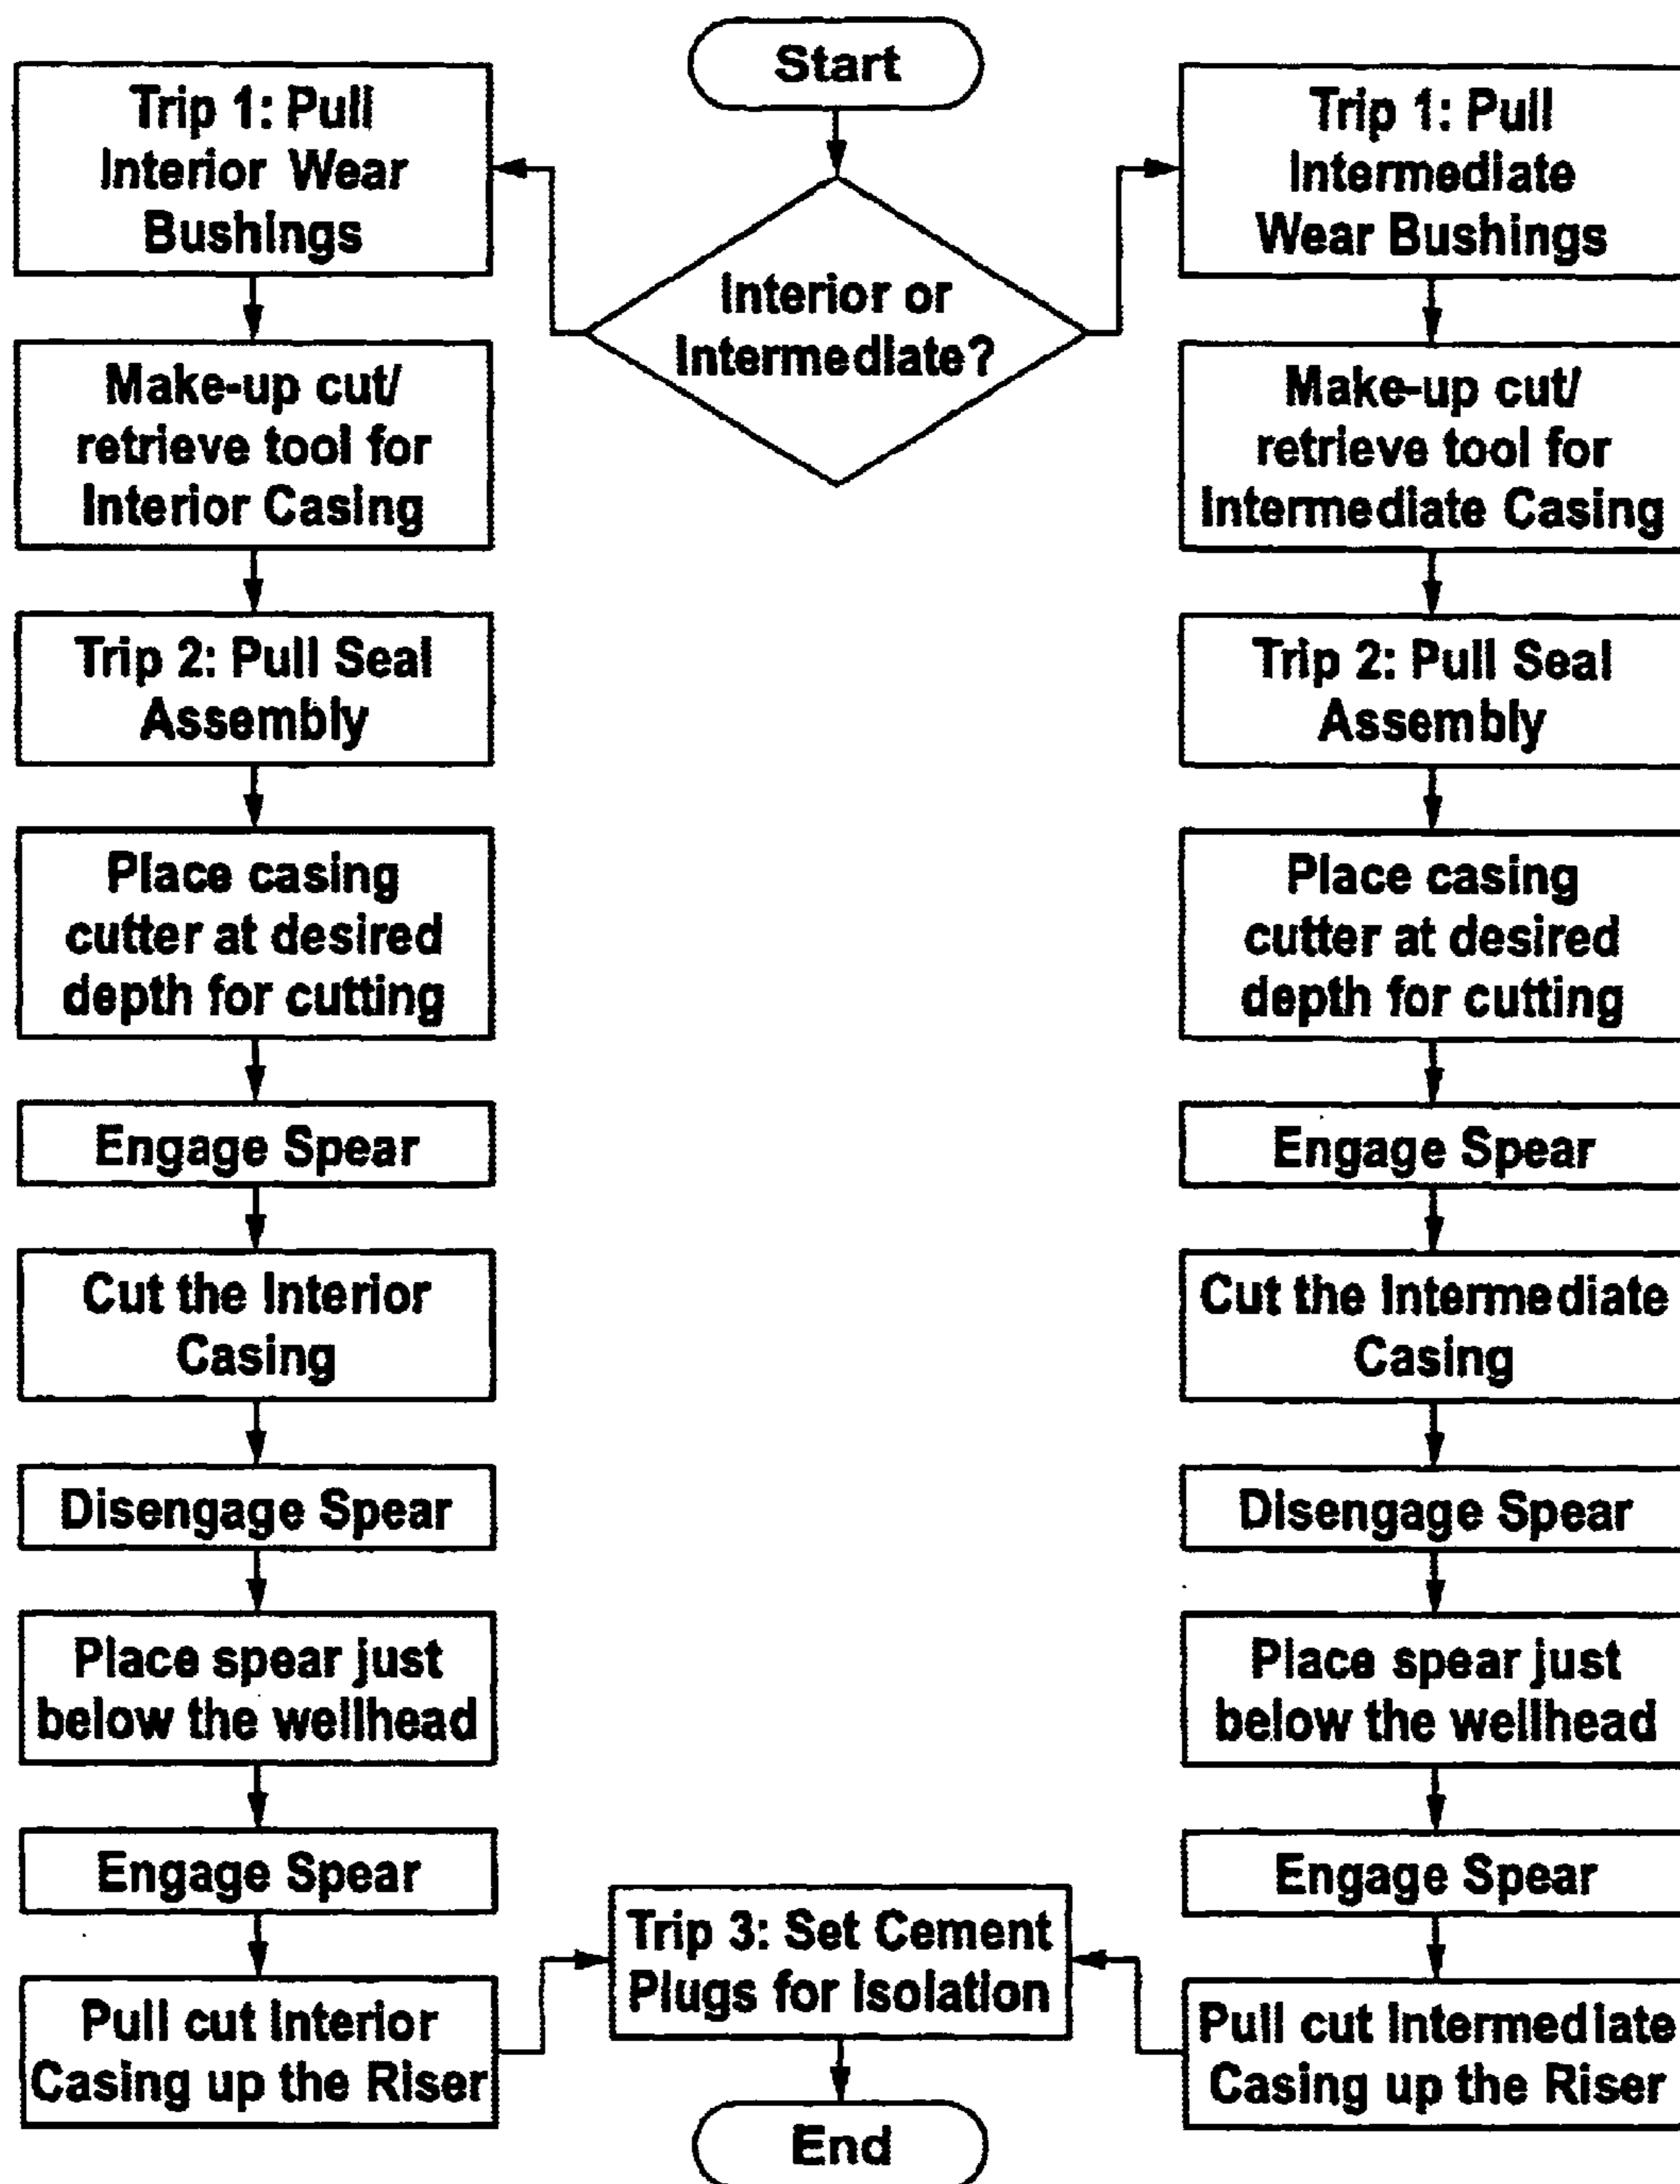 Start
Interior or
Intermediate?
Trip 1: Pull
Interior Wear
Bushings
Make-up cut/
retrieve tool for
Interior Casing
Trip 2: Pull Seal
Assembly
Place casing
cutter at desired
depth for cutting
Engage Spear
Cut the Interior
Casing
Disengage Spear
Place spear just
below the wellhead
Engage Spear
Pull cut Interior
Casing up the Riser
Trip 1: Pull
Intermediate
Wear Bushings
Make-up cut/
retrieve tool for
Intermediate Casing
Trip 2: Pull Seal
Assembly
Place casing
cutter at desired
depth for cutting
Engage Spear
Cut the Intermediate
Casing
Disengage Spear
Place spear just
below the wellhead
Engage Spear
Pull cut Intermediate
Casing up the Riser
Trip 3: Set Cement
Plugs for Isolation
End